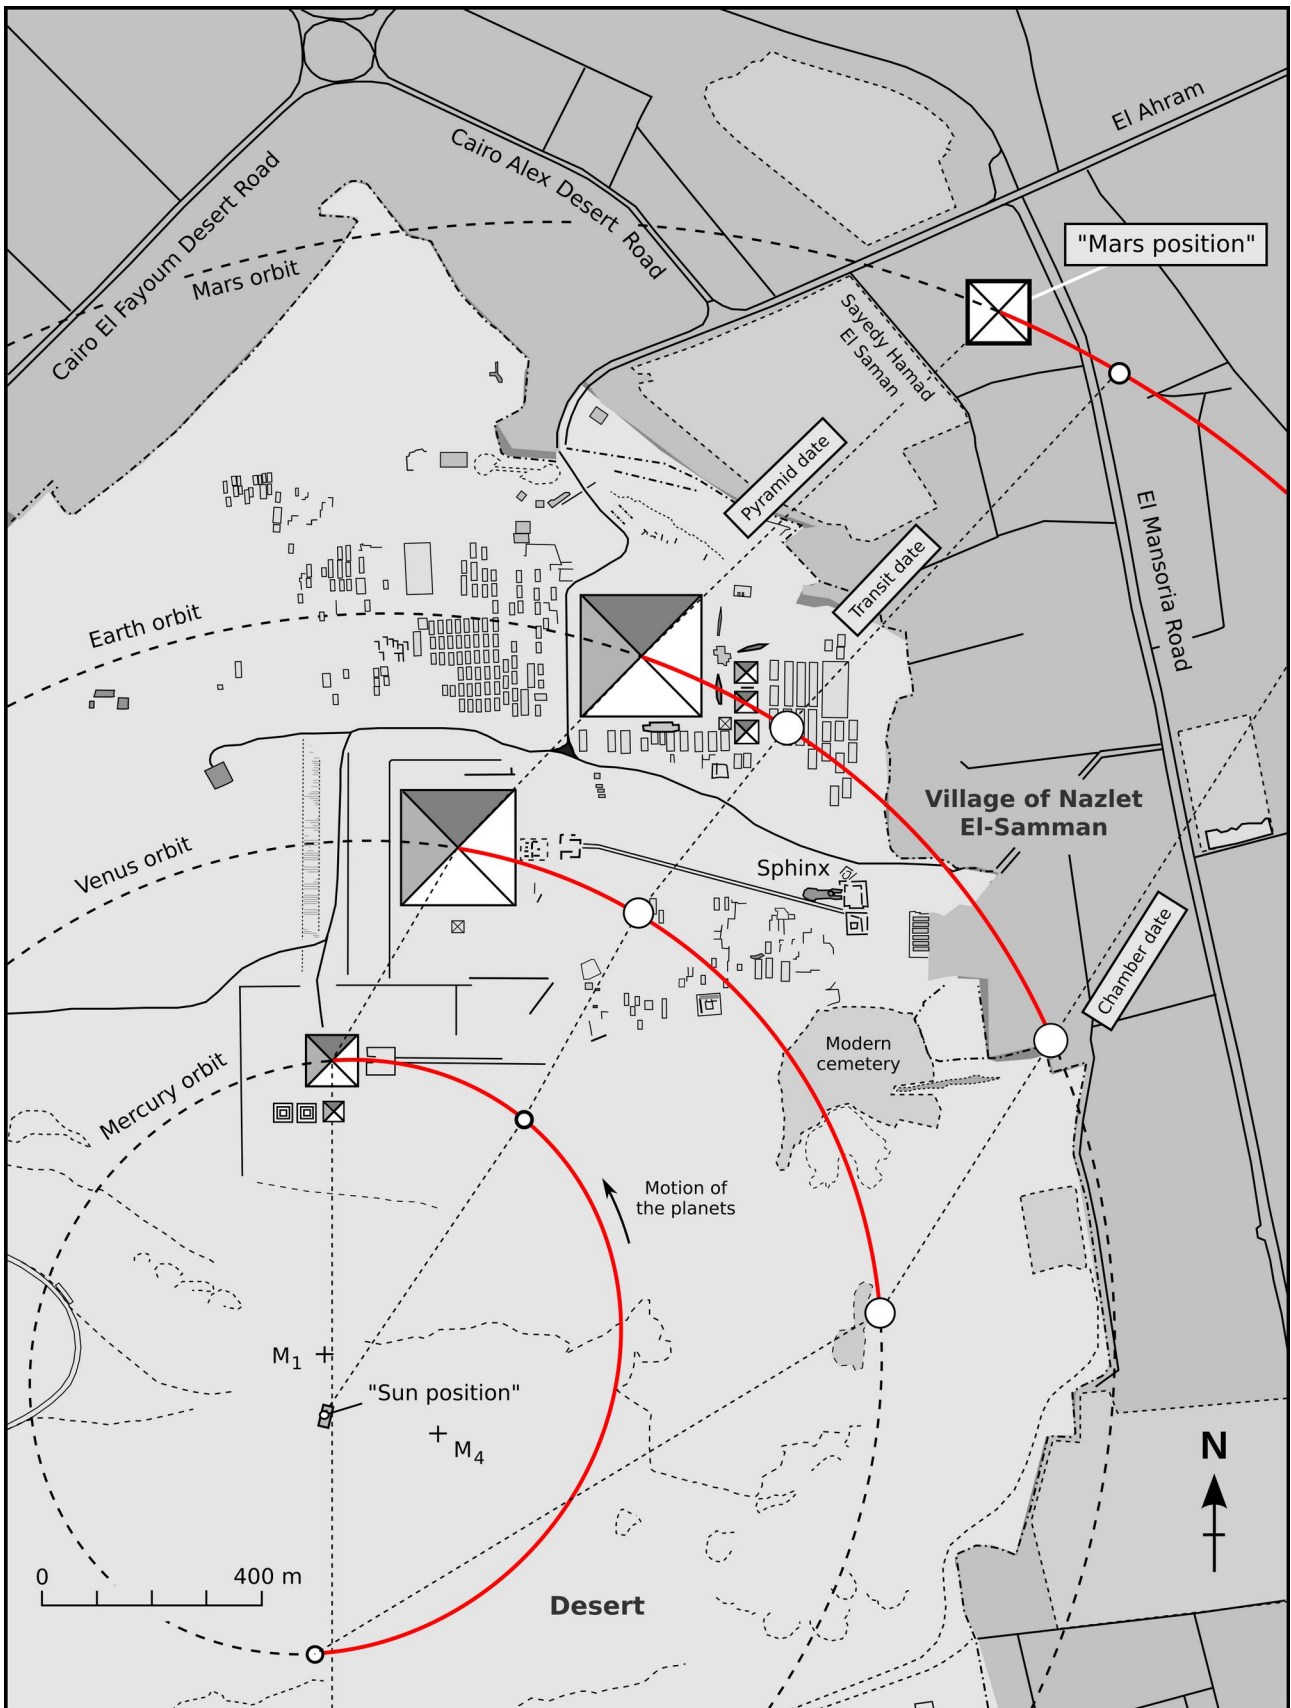 El Ahram
Cairo Alex Desert Road
Cairo El Fayoum Desert Road
"Mars position"
Mars orbit
Sayedy Hamad
El Saman
Pyramid date
El Mansoria Road
Transit date
Earth orbit
Village of Nazlet
El-Samman
Venus orbit
Sphinx
Chamber date
Modern
cemetery
Mercury orbit
Motion of
the planets
M1
"Sun position"
M4
N
0 400 m
Desert